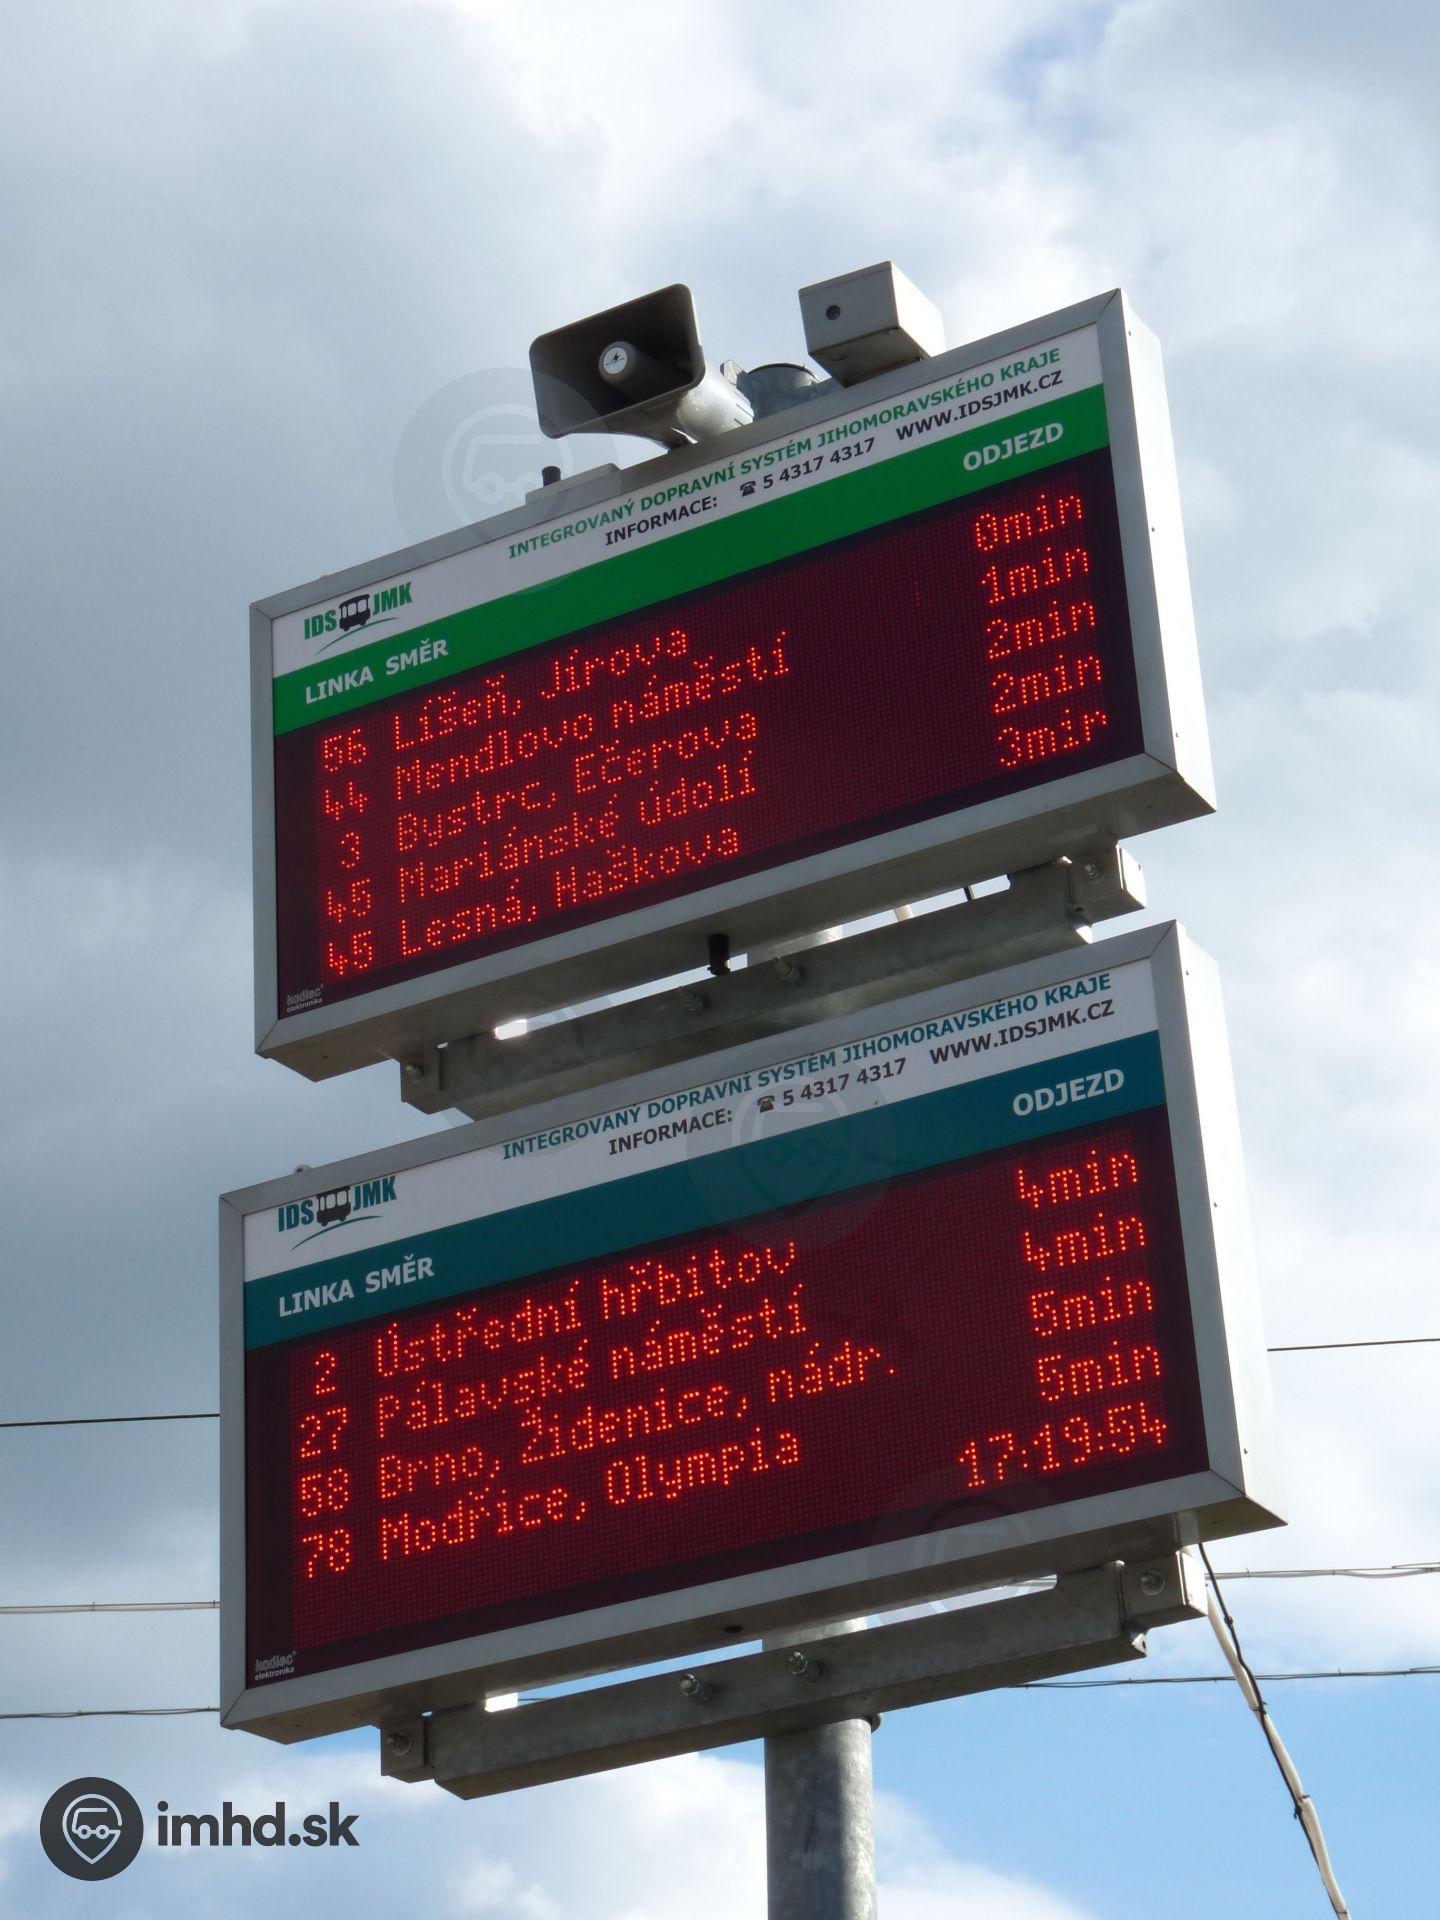 INTEGROVANÝ DOPRAVNÍ SYSTÉM JIHOMORAVSKÉHO KRAJE
IDS JMK INFORMACE: ☎ 5 4317 4317 WWW.IDSJMK.CZ
LINKA SMĚR ODJEZD
56 Líšeň, Jírova 0min
44 Mendlovo náměstí 1min
3 Bystrc, Ečerova 2min
45 Mariánské údolí 2min
45 Lesná, Haškova 3min
kadlec
elektronika
INTEGROVANÝ DOPRAVNÍ SYSTÉM JIHOMORAVSKÉHO KRAJE
IDS JMK INFORMACE: ☎ 5 4317 4317 WWW.IDSJMK.CZ
LINKA SMĚR ODJEZD
2 Ústřední hřbitov 4min
27 Pálavské náměstí 4min
58 Brno, Židenice, nádr. 5min
78 Modřice, Olympia 5min
17:19:54
kadlec
elektronika
imhd.sk